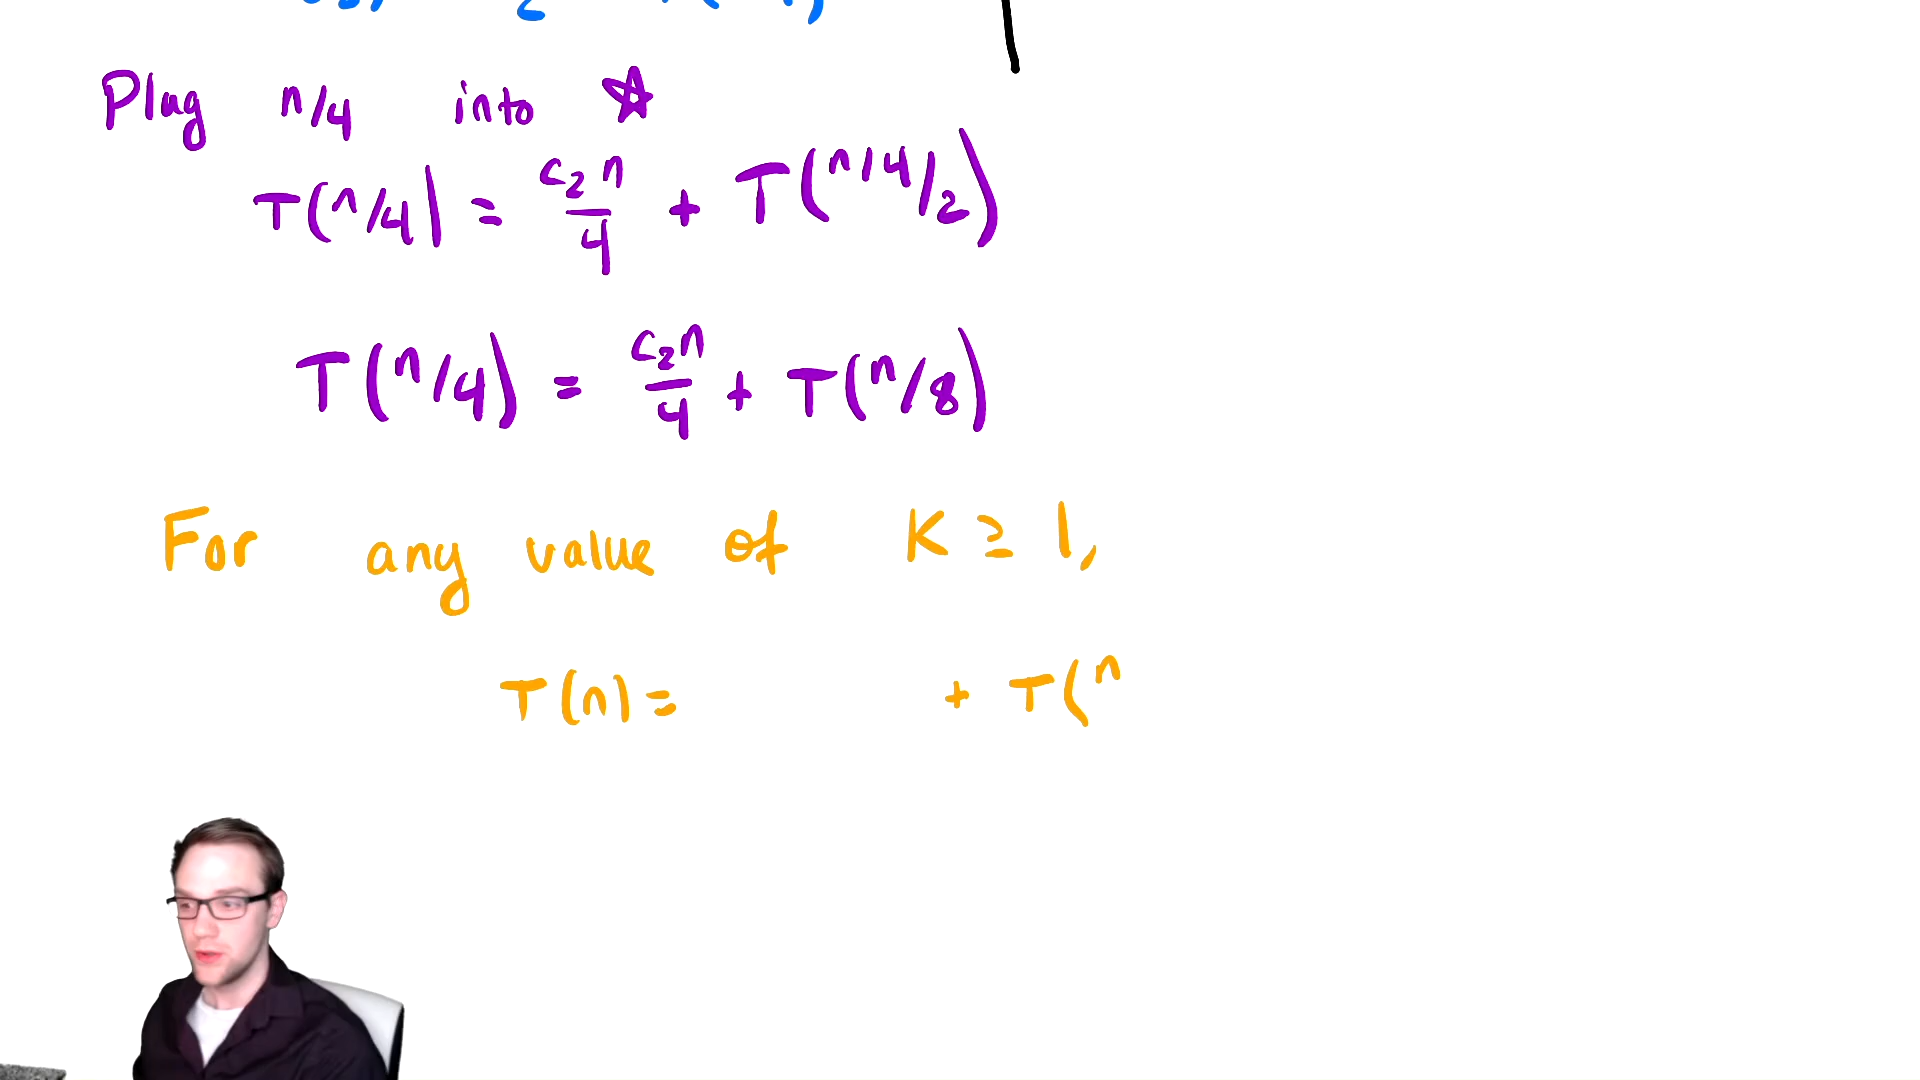 Plug n/4 into ☆
T(n/4) = c₂n/4 + T(n/4/2)
T(n/4) = c₂n/4 + T(n/8)
For any value of K ≥ 1,
T(n) = + T(n